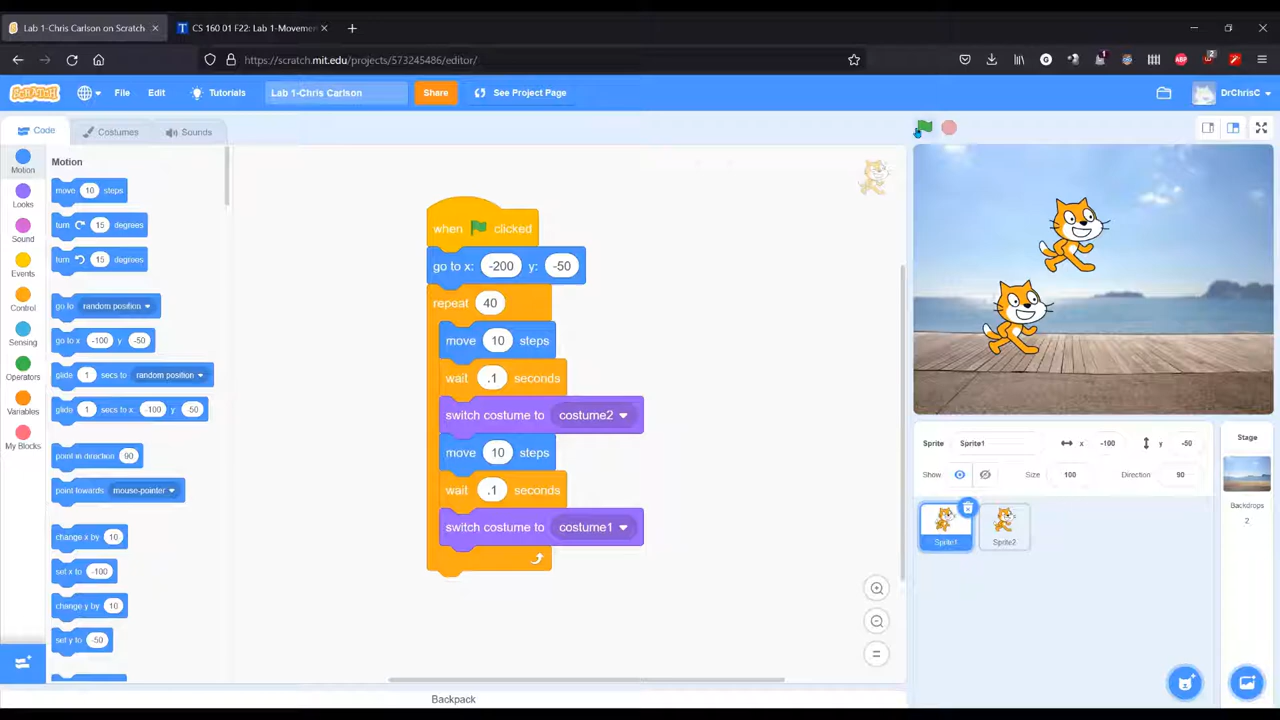 Lab 1-Chris Carlson on Scratch
CS 160 01 F22: Lab 1-Movemen
https://scratch.mit.edu/projects/573245486/editor/
1
ABP
2
SCRATCH
File
Edit
Tutorials
Lab 1-Chris Carlson
Share
See Project Page
DrChrisC
Code
Costumes
Sounds
Motion
Looks
Sound
Events
Control
Sensing
Operators
Variables
My Blocks
Motion
move 10 steps
turn 15 degrees
turn 15 degrees
go to random position
go to x -100 y -50
glide 1 secs to random position
glide 1 secs to x: -100 y -50
point in direction 90
point towards mouse-pointer
change x by 10
set x to -100
change y by 10
set y to -50
when clicked
go to x: -200 y: -50
repeat 40
move 10 steps
wait .1 seconds
switch costume to costume2
move 10 steps
wait .1 seconds
switch costume to costume1
Sprite Sprite1 x -100 y -50
Show Size 100 Direction 90
Sprite1
Sprite2
Stage
Backdrops
2
Backpack